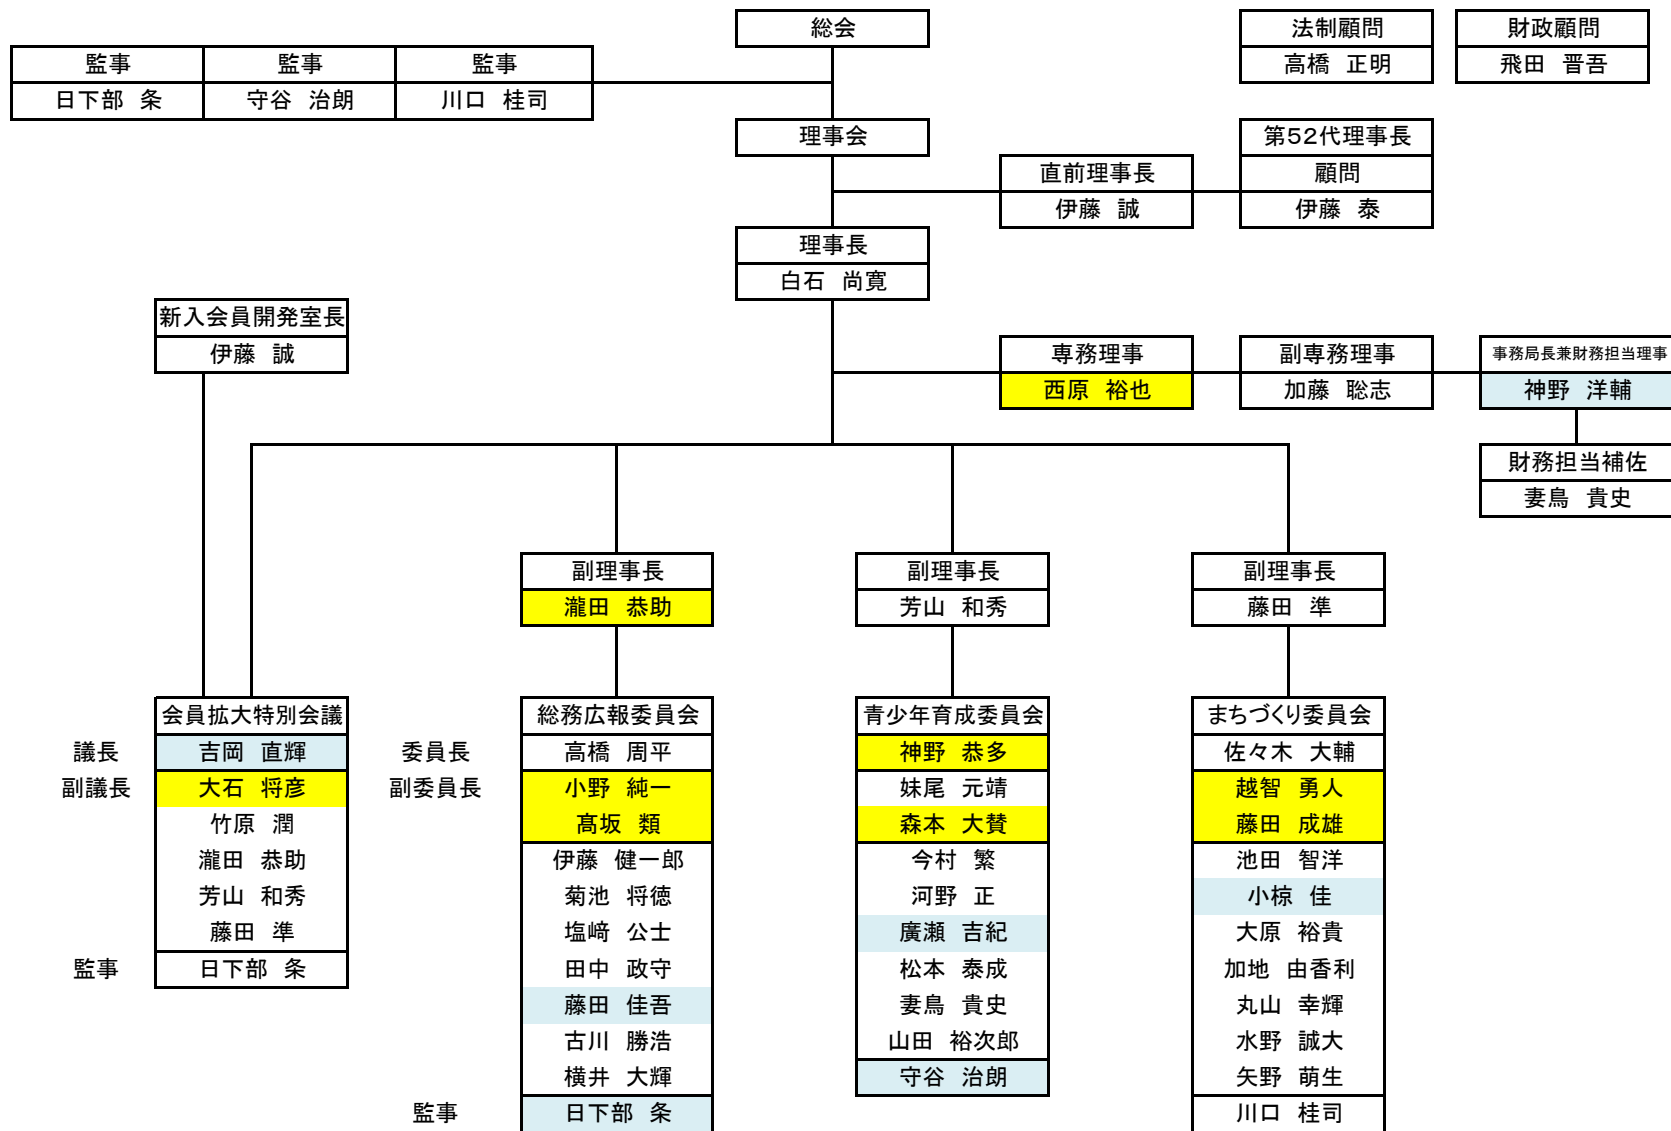 総会
法制顧問
高橋 正明
財政顧問
飛田 晋吾
監事 監事 監事
日下部 条 守谷 治朗 川口 桂司
理事会
第52代理事長
顧問
伊藤 泰
直前理事長
伊藤 誠
理事長
白石 尚寛
新入会員開発室長
伊藤 誠
専務理事
西原 裕也
副専務理事
加藤 聡志
事務局長兼財務担当理事
神野 洋輔
財務担当補佐
妻鳥 貴史
副理事長
瀧田 恭助
副理事長
芳山 和秀
副理事長
藤田 準
会員拡大特別会議
議長 吉岡 直輝
副議長 大石 将彦
竹原 潤
瀧田 恭助
芳山 和秀
藤田 準
監事 日下部 条
総務広報委員会
委員長 高橋 周平
副委員長 小野 純一
髙坂 類
伊藤 健一郎
菊池 将徳
塩﨑 公士
田中 政守
藤田 佳吾
古川 勝浩
横井 大輝
監事 日下部 条
青少年育成委員会
神野 恭多
妹尾 元靖
森本 大賛
今村 繁
河野 正
廣瀬 吉紀
松本 泰成
妻鳥 貴史
山田 裕次郎
守谷 治朗
まちづくり委員会
佐々木 大輔
越智 勇人
藤田 成雄
池田 智洋
小椋 佳
大原 裕貴
加地 由香利
丸山 幸輝
水野 誠大
矢野 萌生
川口 桂司